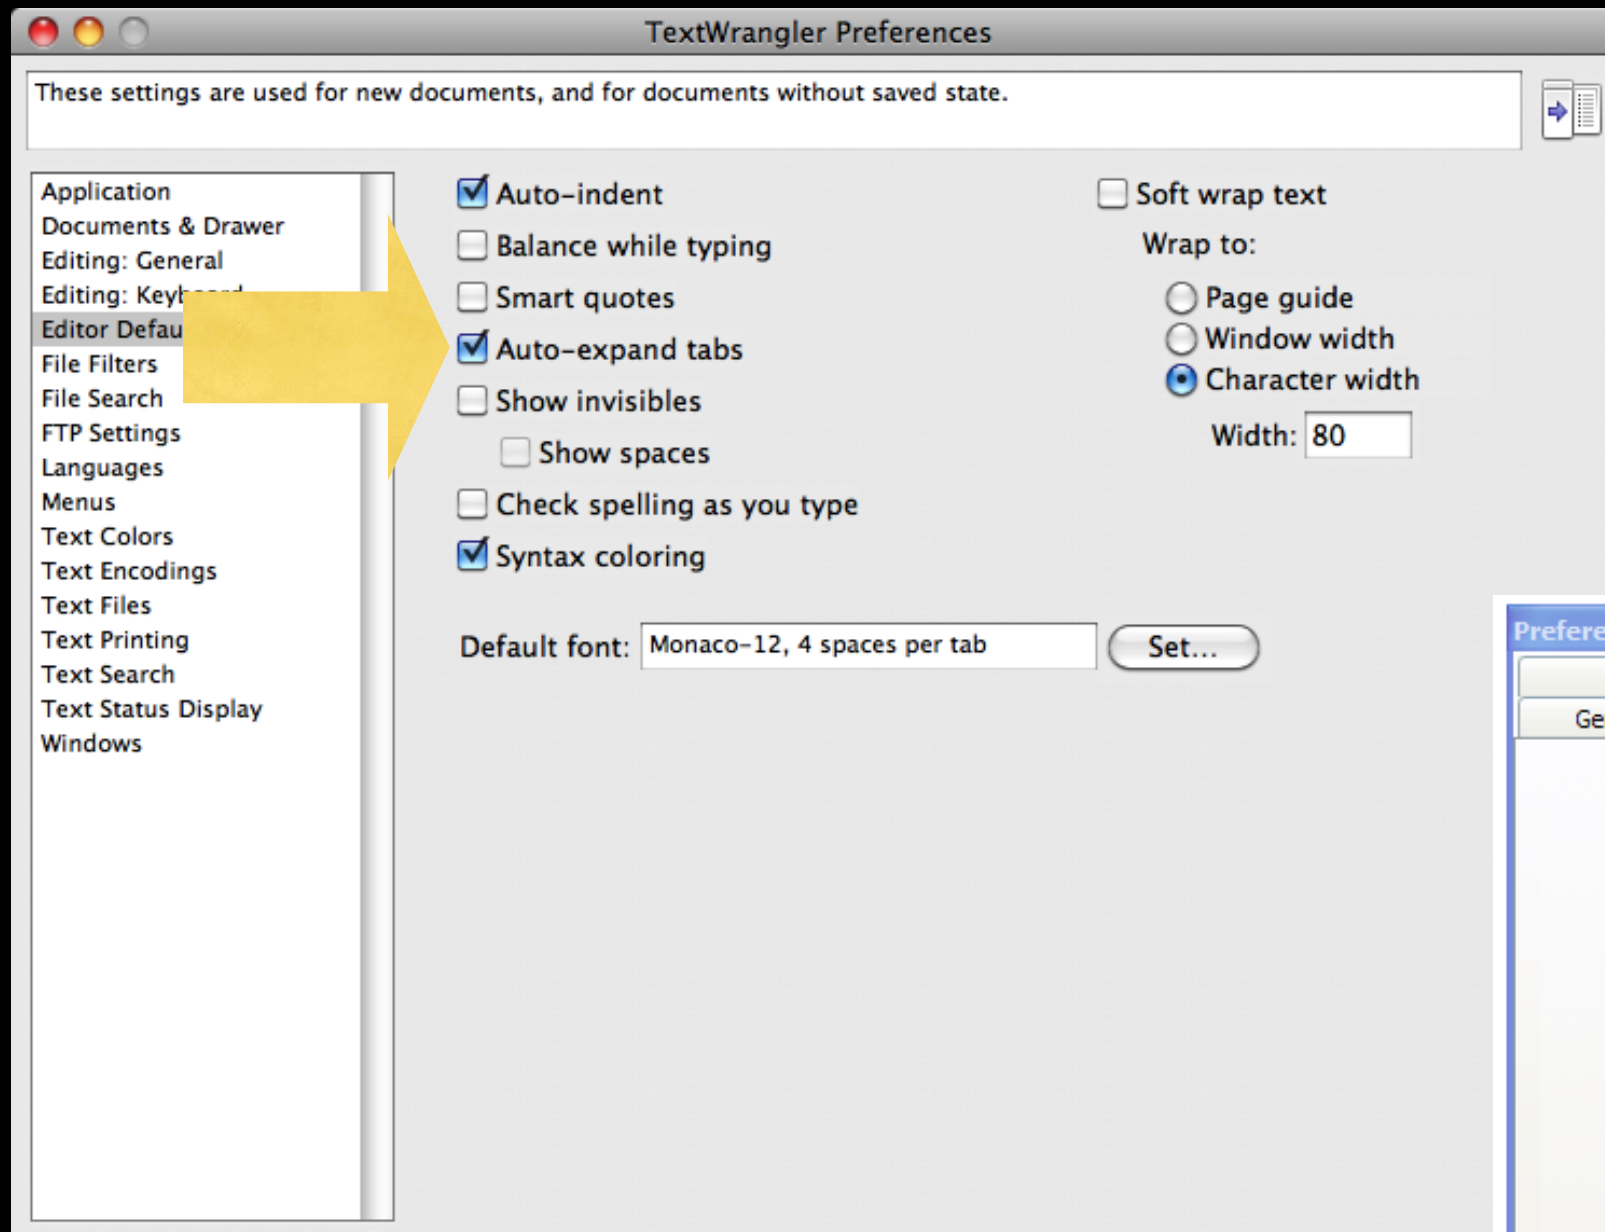 TextWrangler Preferences
These settings are used for new documents, and for documents without saved state.
Application
Documents & Drawer
Editing: General
Editing:
Editor
File Filters
File Search
FTP Settings
Languages
Menus
Text Colors
Text Encodings
Text Files
Text Printing
Text Search
Text Status Display
Windows
Auto-indent
Balance while typing
Smart quotes
Auto-expand tabs
Show invisibles
Show spaces
Check spelling as you type
Syntax coloring
Default font: Monaco-12, 4 spaces per tab Set...
Soft wrap text
Wrap to:
Page guide
Window width
Character width
Width: 80